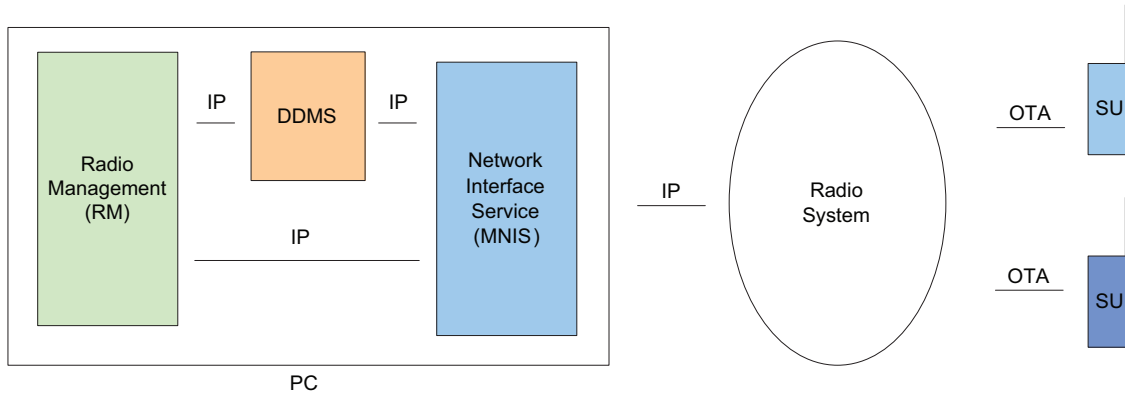 Radio
Management
(RM)
IP
DDMS
IP
IP
Network
Interface
Service
(MNIS)
PC
IP
Radio
System
OTA
SU
OTA
SU